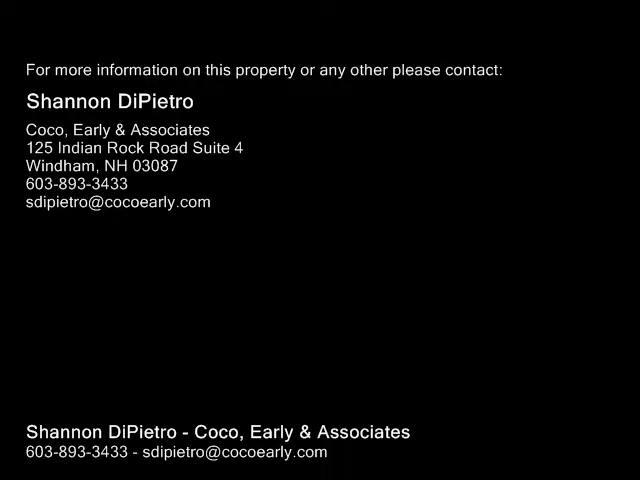 For more information on this property or any other please contact:
Shannon DiPietro
Coco, Early & Associates
125 Indian Rock Road Suite 4
Windham, NH 03087
603-893-3433
sdipietro@cocoearly.com
Shannon DiPietro - Coco, Early & Associates
603-893-3433 - sdipietro@cocoearly.com